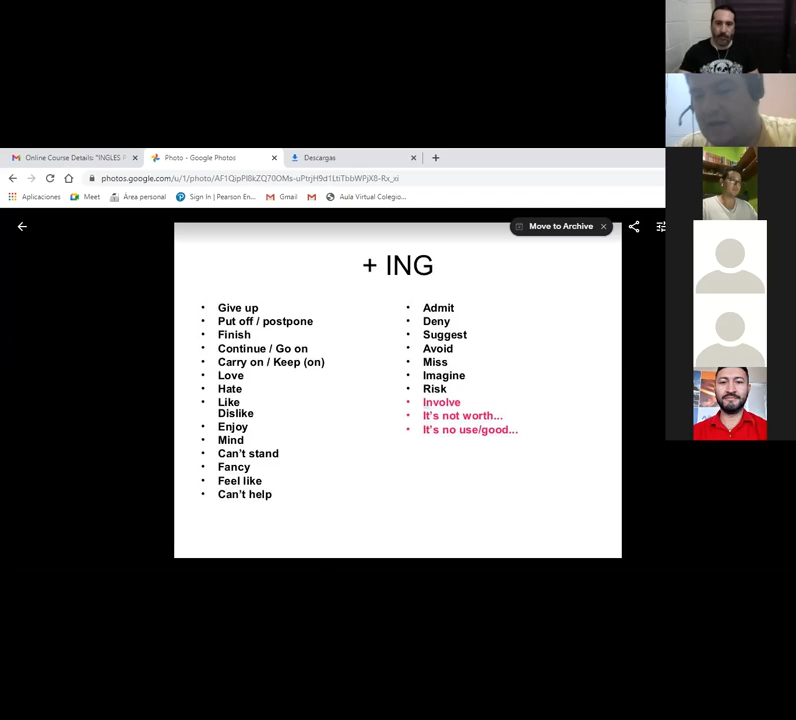 Online Course Details: "INGLES F
Photo - Google Photos
Descargas
photos.google.com/u/1/photo/AF1QipPl8kZQ70OMs-uPtrjH9d1LtiTbbWPjX8-Rx_xi
Aplicaciones
Meet
Área personal
Sign In | Pearson En...
Gmail
Aula Virtual Colegio...
Move to Archive
+ ING
Give up
Put off / postpone
Finish
Continue / Go on
Carry on / Keep (on)
Love
Hate
Like
Dislike
Enjoy
Mind
Can't stand
Fancy
Feel like
Can't help
Admit
Deny
Suggest
Avoid
Miss
Imagine
Risk
Involve
It's not worth...
It's no use/good...